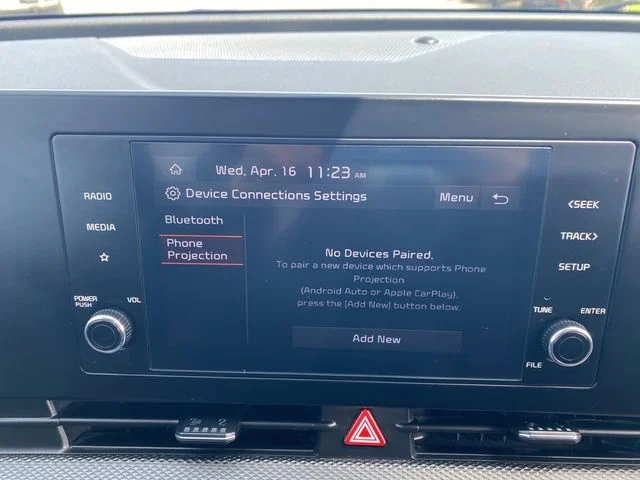 Wed, Apr. 16 11:23 AM
Device Connections Settings Menu
Bluetooth
Phone
Projection
No Devices Paired.
To pair a new device which supports Phone
Projection
(Android Auto or Apple CarPlay),
press the [Add New] button below.
Add New
RADIO
MEDIA
POWER
PUSH
VOL
<SEEK
TRACK>
SETUP
TUNE
ENTER
FILE